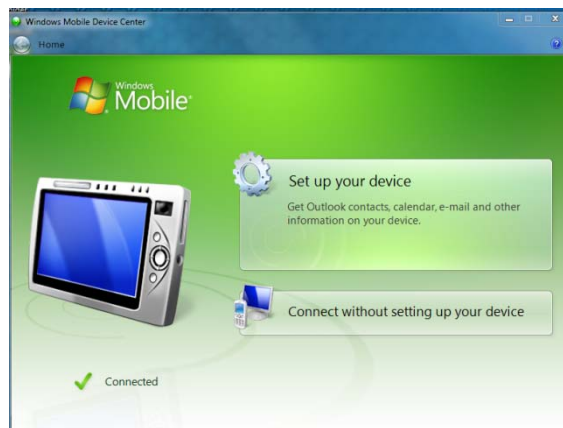 Windows Mobile Device Center
Home
Windows
Mobile
Set up your device
Get Outlook contacts, calendar, e-mail and other
information on your device.
Connect without setting up your device
Connected